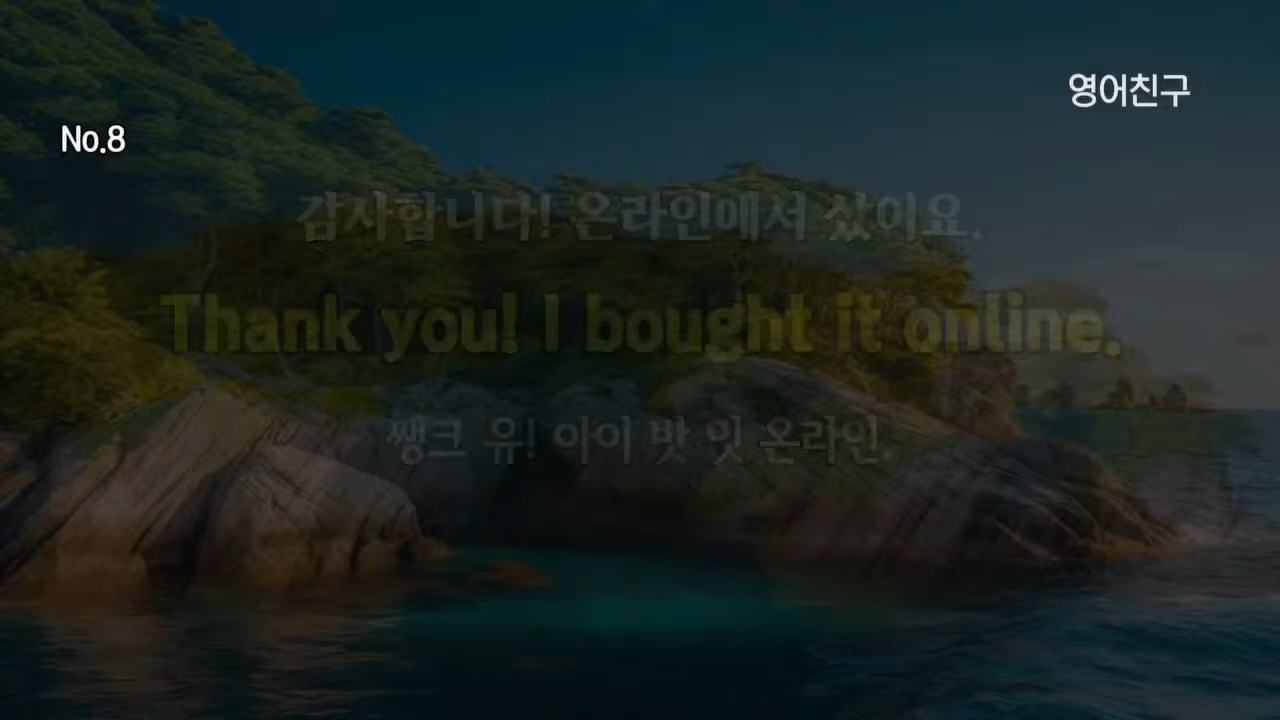 영어친구
No.8
감사합니다! 온라인에서 샀어요.
Thank you! I bought it online.
쌩크 유! 아이 밧 잇 온라인.